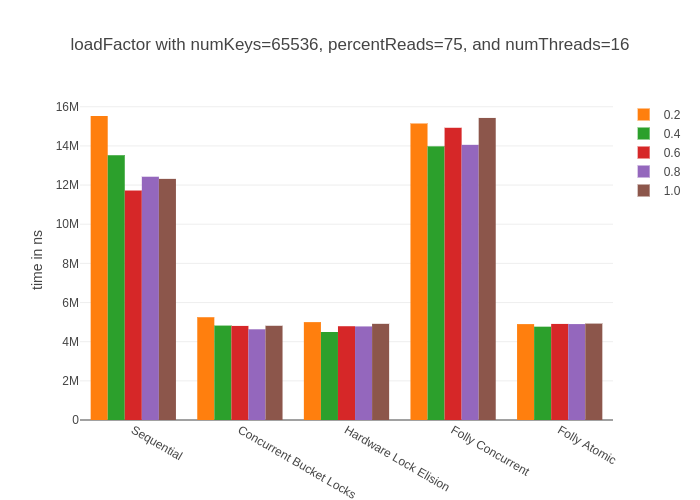 loadFactor with numKeys=65536, percentReads=75, and numThreads=16
16M
14M
12M
10M
8M
6M
4M
2M
0
time in ns
Sequential
Concurrent Bucket Locks
Hardware Lock Elision
Folly Concurrent
Folly Atomic
0.2
0.4
0.6
0.8
1.0